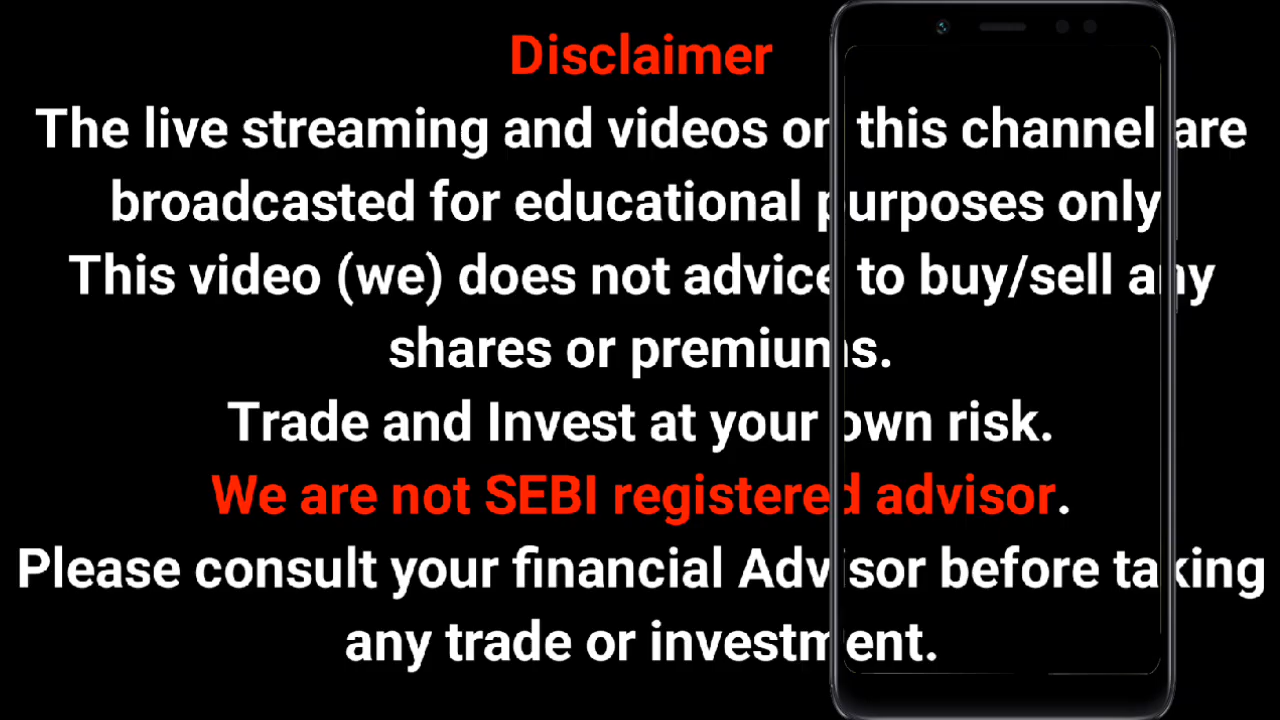 Disclaimer
The live streaming and videos on this channel are
broadcasted for educational purposes only
This video (we) does not advice to buy/sell any
shares or premiums.
Trade and Invest at your own risk.
We are not SEBI registered advisor.
Please consult your financial Advisor before taking
any trade or investment.